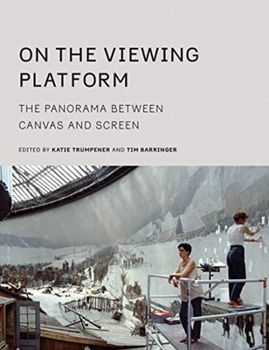 ON THE VIEWING
PLATFORM
THE PANORAMA BETWEEN
CANVAS AND SCREEN
EDITED BY KATIE TRUMPENER AND TIM BARRINGER